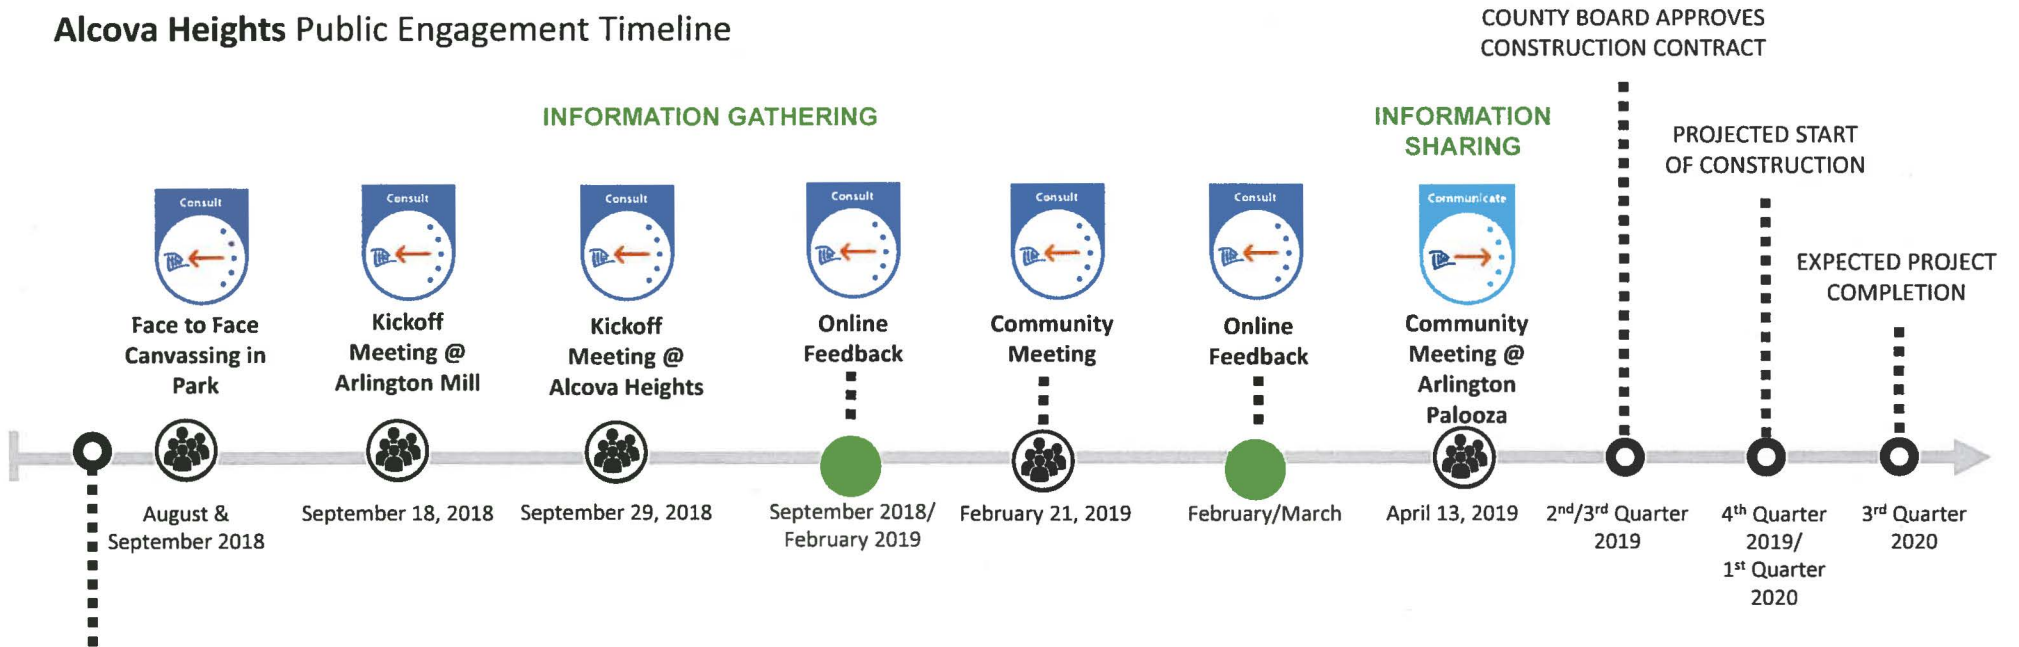 Alcova Heights Public Engagement Timeline
COUNTY BOARD APPROVES
CONSTRUCTION CONTRACT
INFORMATION GATHERING
INFORMATION
SHARING
PROJECTED START
OF CONSTRUCTION
EXPECTED PROJECT
COMPLETION
Consult
Consult
Consult
Consult
Consult
Consult
Communicate
Face to Face
Canvassing in
Park
Kickoff
Meeting @
Arlington Mill
Kickoff
Meeting @
Alcova Heights
Online
Feedback
Community
Meeting
Online
Feedback
Community
Meeting @
Arlington
Palooza
August &
September 2018
September 18, 2018
September 29, 2018
September 2018/
February 2019
February 21, 2019
February/March
April 13, 2019
2nd/3rd Quarter
2019
4th Quarter
2019/
1st Quarter
2020
3rd Quarter
2020